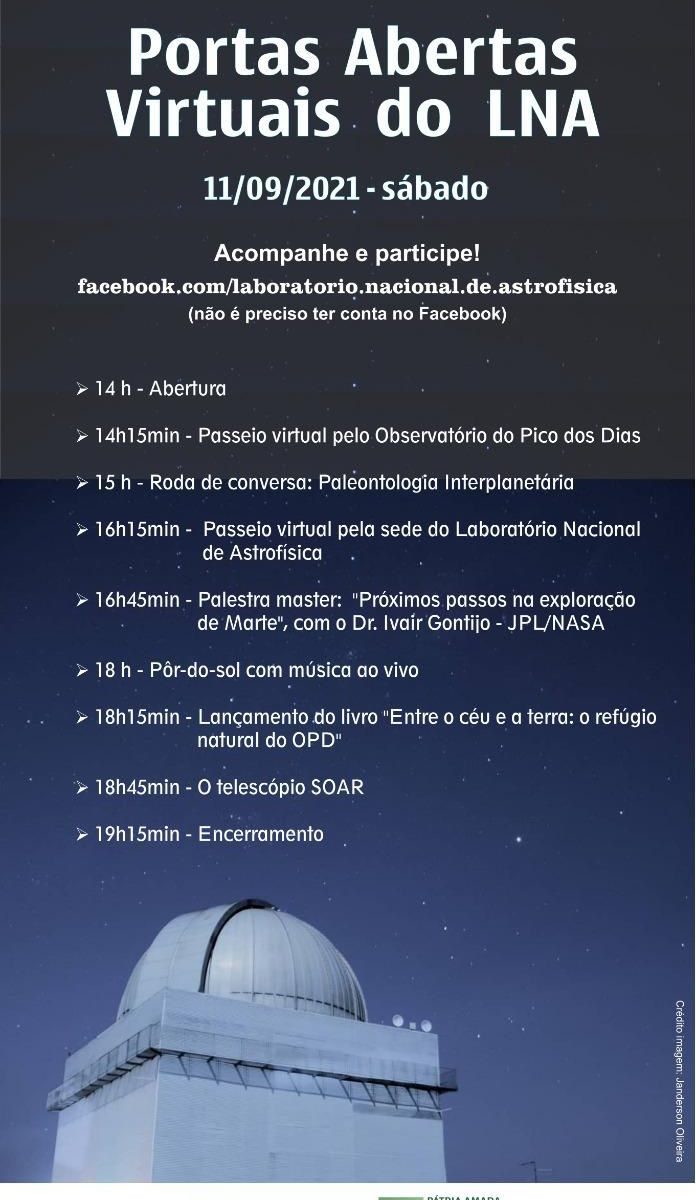 Portas Abertas
Virtuais do LNA
11/09/2021 - sábado
Acompanhe e participe!
facebook.com/laboratorio.nacional.de.astrofisica
(não é preciso ter conta no Facebook)
➢ 14 h - Abertura
➢ 14h15min - Passeio virtual pelo Observatório do Pico dos Dias
➢ 15 h - Roda de conversa: Paleontologia Interplanetária
➢ 16h15min - Passeio virtual pela sede do Laboratório Nacional
de Astrofísica
➢ 16h45min - Palestra master: "Próximos passos na exploração
de Marte", com o Dr. Ivair Gontijo - JPL/NASA
➢ 18 h - Pôr-do-sol com música ao vivo
➢ 18h15min - Lançamento do livro "Entre o céu e a terra: o refúgio
natural do OPD"
➢ 18h45min - O telescópio SOAR
➢ 19h15min - Encerramento
Crédito imagem: Janderson Oliveira
PÁTRIA AMADA